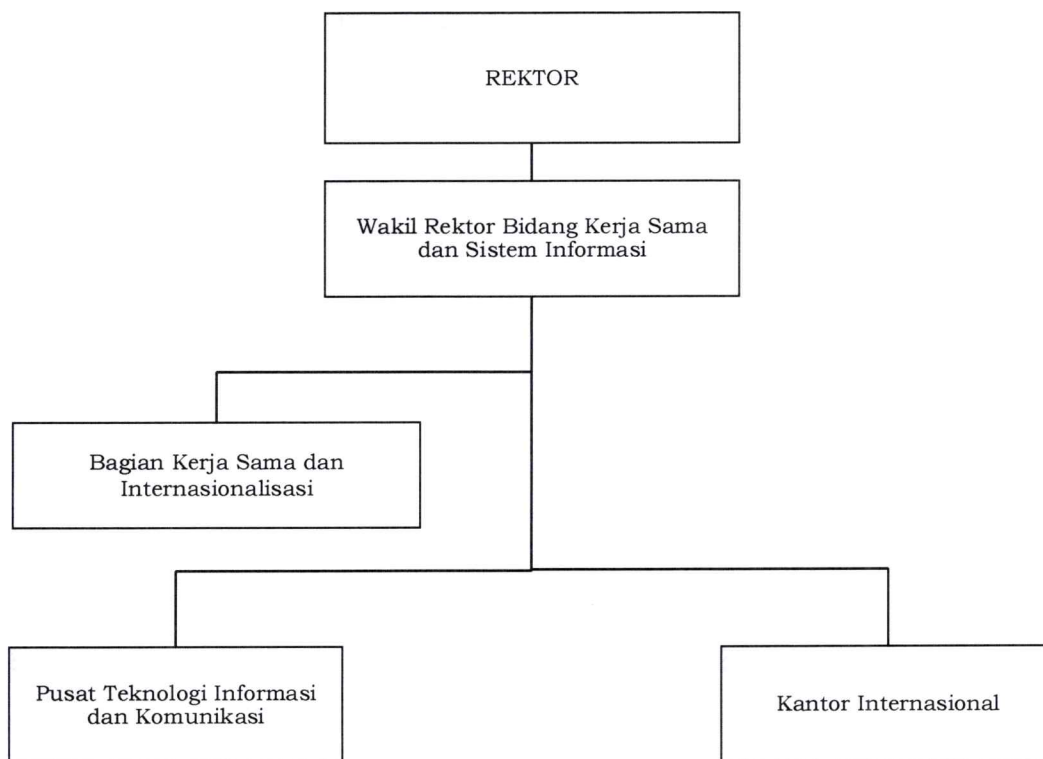 REKTOR
Wakil Rektor Bidang Kerja Sama
dan Sistem Informasi
Bagian Kerja Sama dan
Internasionalisasi
Pusat Teknologi Informasi
dan Komunikasi
Kantor Internasional